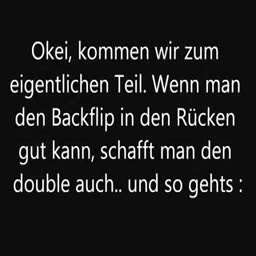 Okei, kommen wir zum
eigentlichen Teil. Wenn man
den Backflip in den Rücken
gut kann, schafft man den
double auch.. und so gehts :